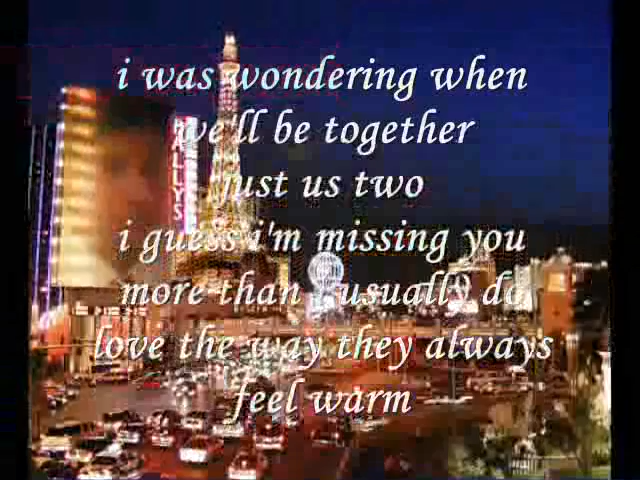 i was wondering when
we'll be together
just us two
i guess i'm missing you
more than usually do
love the way they always
feel warm
BALLYS